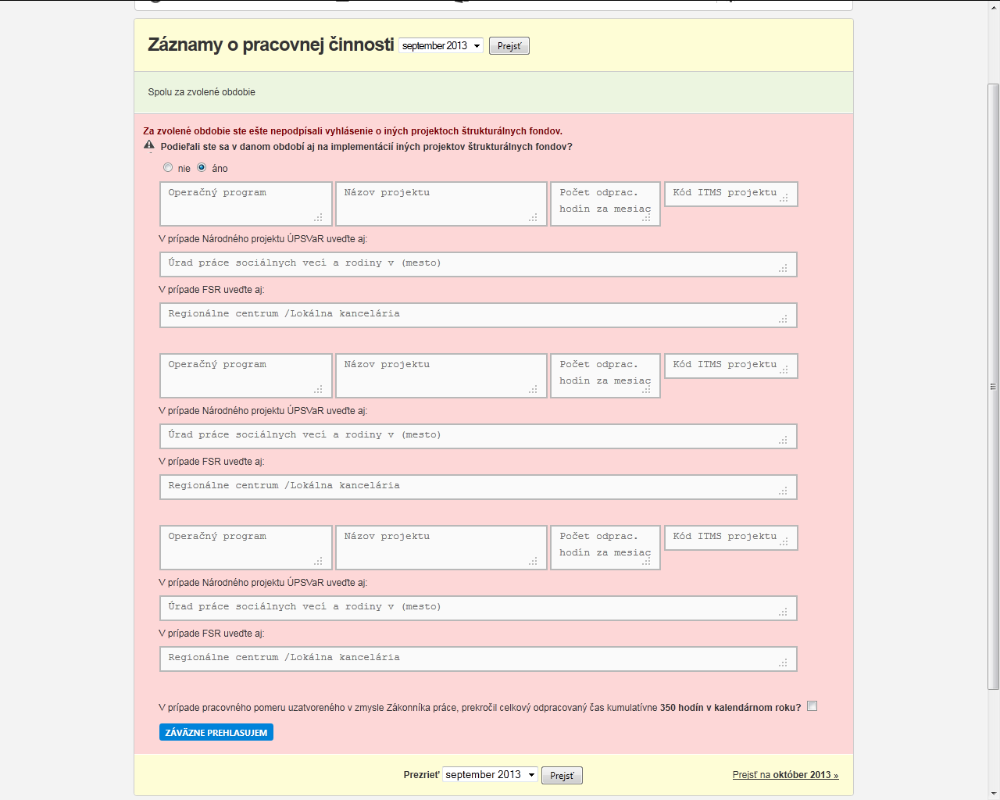 Záznamy o pracovnej činnosti september 2013 Prejsť
Spolu za zvolené obdobie
Za zvolené obdobie ste ešte nepodpísali vyhlásenie o iných projektoch štrukturálnych fondov.
Podieľali ste sa v danom období aj na implementácií iných projektov štrukturálnych fondov?
nie áno
Operačný program Názov projektu Počet odprac. Kód ITMS projektu
hodín za mesiac
V prípade Národného projektu ÚPSVaR uveďte aj:
Úrad práce sociálnych vecí a rodiny v (mesto)
V prípade FSR uveďte aj:
Regionálne centrum /Lokálna kancelária
Operačný program Názov projektu Počet odprac. Kód ITMS projektu
hodín za mesiac
V prípade Národného projektu ÚPSVaR uveďte aj:
Úrad práce sociálnych vecí a rodiny v (mesto)
V prípade FSR uveďte aj:
Regionálne centrum /Lokálna kancelária
Operačný program Názov projektu Počet odprac. Kód ITMS projektu
hodín za mesiac
V prípade Národného projektu ÚPSVaR uveďte aj:
Úrad práce sociálnych vecí a rodiny v (mesto)
V prípade FSR uveďte aj:
Regionálne centrum /Lokálna kancelária
V prípade pracovného pomeru uzatvoreného v zmysle Zákonníka práce, prekročil celkový odpracovaný čas kumulatívne 350 hodín v kalendárnom roku?
ZÁVÄZNE PREHLASUJEM
Prezrieť september 2013 Prejsť Prejsť na október 2013 »